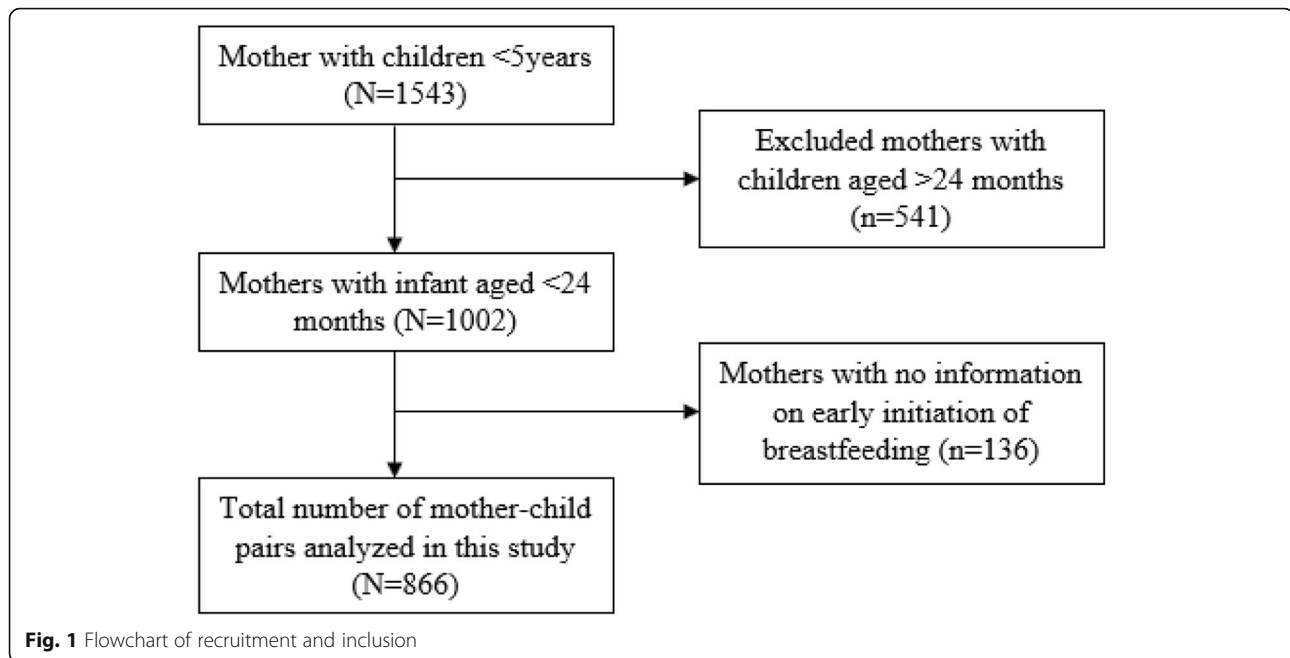 Mother with children <5years
(N=1543)
Excluded mothers with
children aged >24 months
(n=541)
Mothers with infant aged <24
months (N=1002)
Mothers with no information
on early initiation of
breastfeeding (n=136)
Total number of mother-child
pairs analyzed in this study
(N=866)
Fig. 1 Flowchart of recruitment and inclusion